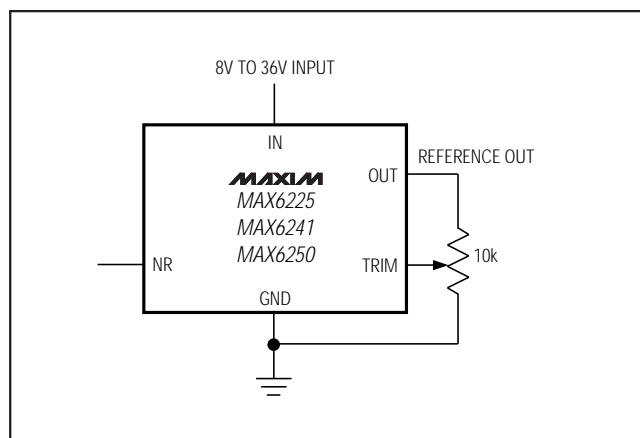 8V TO 36V INPUT
IN
MAXIM
MAX6225
MAX6241
MAX6250
OUT
REFERENCE OUT
NR
TRIM
10k
GND